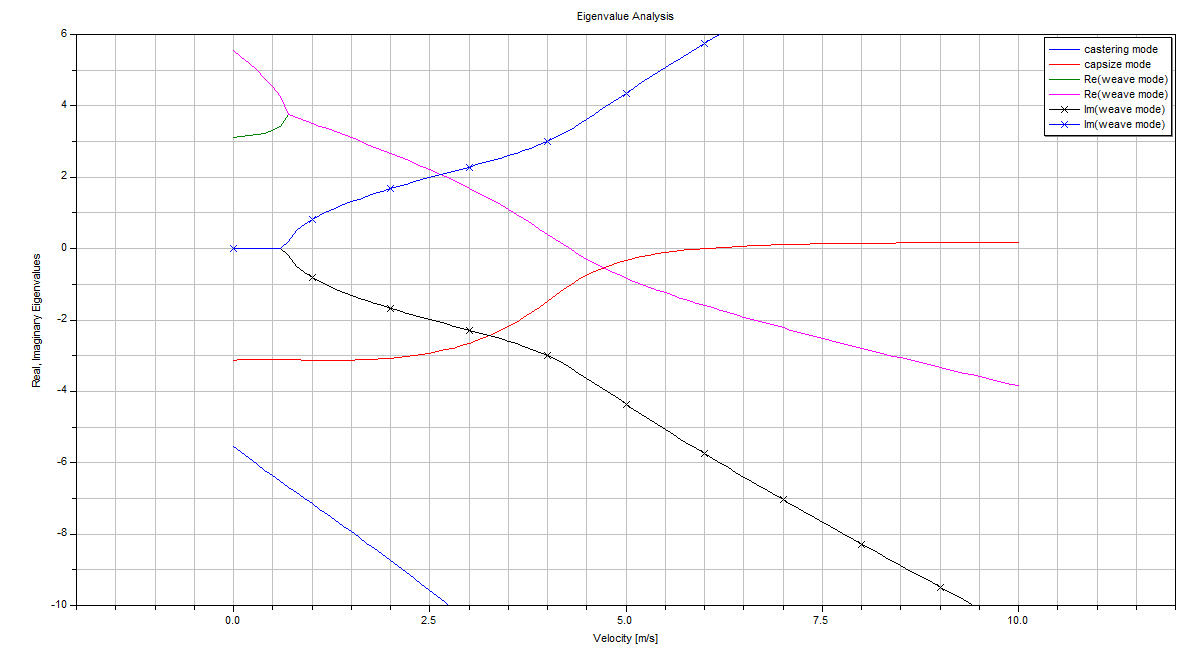 Eigenvalue Analysis
castering mode
capsize mode
Re(weave mode)
Re(weave mode)
Im(weave mode)
Im(weave mode)
6
4
2
0
-2
-4
-6
-8
-10
Real, Imaginary Eigenvalues
0.0
2.5
5.0
7.5
10.0
Velocity [m/s]